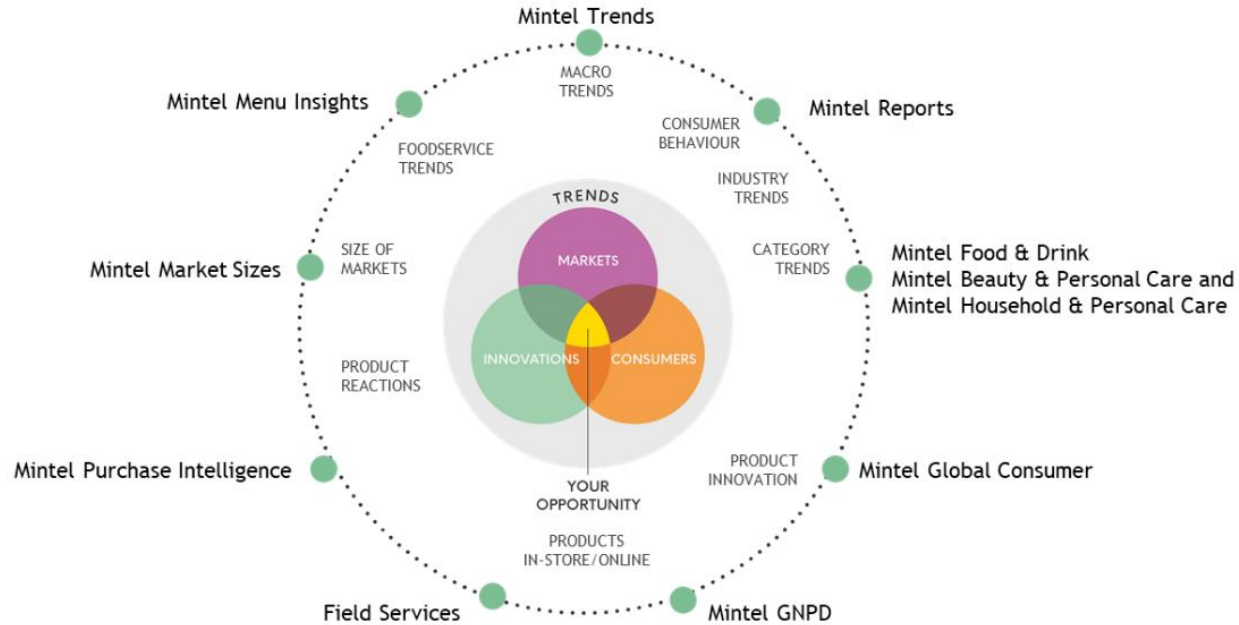 Mintel Trends
MACRO
TRENDS
Mintel Menu Insights
Mintel Reports
CONSUMER
BEHAVIOUR
FOODSERVICE
TRENDS
INDUSTRY
TRENDS
TRENDS
SIZE OF
MARKETS
MARKETS
CATEGORY
TRENDS
Mintel Market Sizes
Mintel Food & Drink
Mintel Beauty & Personal Care and
Mintel Household & Personal Care
PRODUCT
REACTIONS
INNOVATIONS
CONSUMERS
Mintel Purchase Intelligence
PRODUCT
INNOVATION
Mintel Global Consumer
YOUR
OPPORTUNITY
PRODUCTS
IN-STORE/ONLINE
Field Services
Mintel GNPD